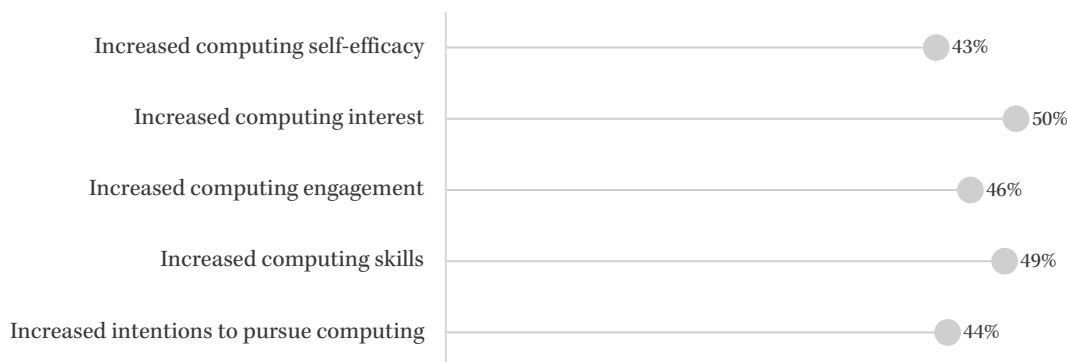 Increased computing self-efficacy 43%
Increased computing interest 50%
Increased computing engagement 46%
Increased computing skills 49%
Increased intentions to pursue computing 44%